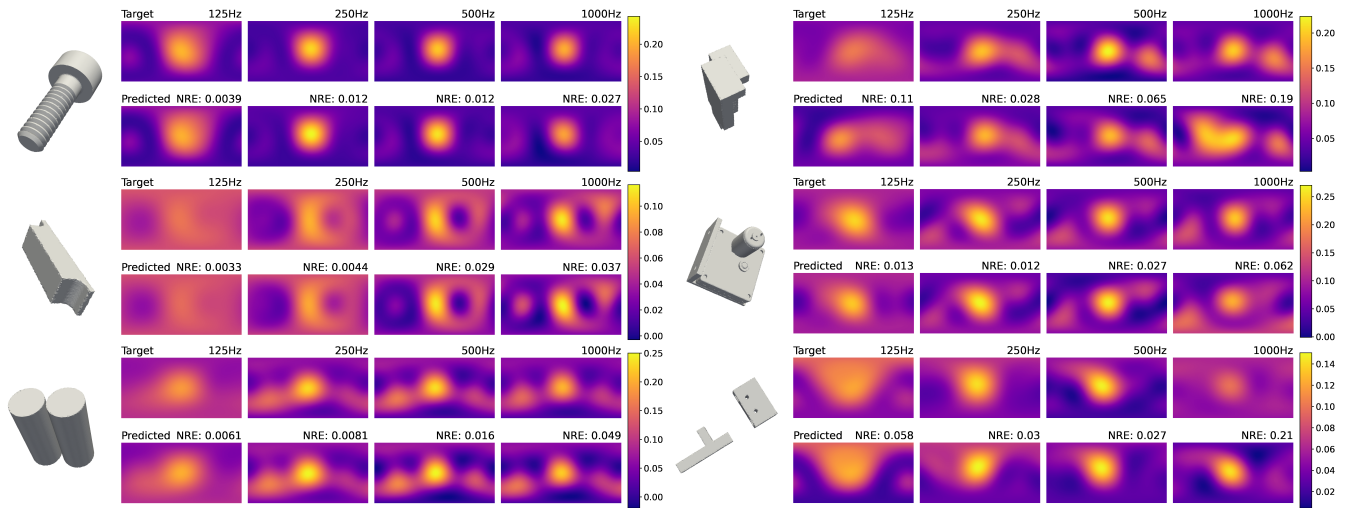 Target 125Hz 250Hz 500Hz 1000Hz
0.20
0.15
0.10
0.05
Predicted NRE: 0.0039 NRE: 0.012 NRE: 0.012 NRE: 0.027
Target 125Hz 250Hz 500Hz 1000Hz
0.10
0.08
0.06
0.04
0.02
0.00
Predicted NRE: 0.0033 NRE: 0.0044 NRE: 0.029 NRE: 0.037
Target 125Hz 250Hz 500Hz 1000Hz
0.25
0.20
0.15
0.10
0.05
0.00
Predicted NRE: 0.0061 NRE: 0.0081 NRE: 0.016 NRE: 0.049
Target 125Hz 250Hz 500Hz 1000Hz
0.20
0.15
0.10
0.05
Predicted NRE: 0.11 NRE: 0.028 NRE: 0.065 NRE: 0.19
Target 125Hz 250Hz 500Hz 1000Hz
0.25
0.20
0.15
0.10
0.05
0.00
Predicted NRE: 0.013 NRE: 0.012 NRE: 0.027 NRE: 0.062
Target 125Hz 250Hz 500Hz 1000Hz
0.14
0.12
0.10
0.08
0.06
0.04
0.02
Predicted NRE: 0.058 NRE: 0.03 NRE: 0.027 NRE: 0.21